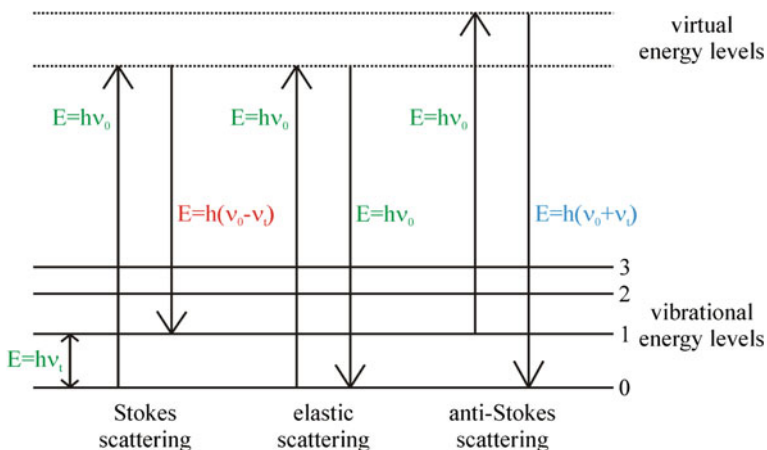 virtual
energy levels
E=hν₀
E=hν₀
E=hν₀
E=h(ν₀-νₜ)
E=hν₀
E=h(ν₀+νₜ)
3
2
1
0
vibrational
energy levels
E=hνₜ
Stokes
scattering
elastic
scattering
anti-Stokes
scattering